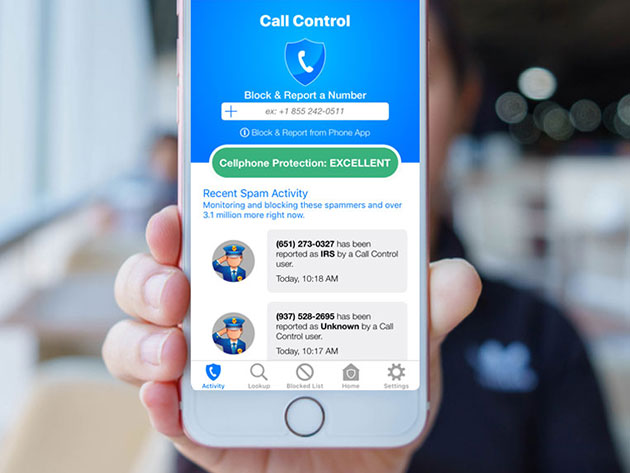 Call Control
Block & Report a Number
ex: +1 855 242-0511
Block & Report from Phone App
Cellphone Protection: EXCELLENT
Recent Spam Activity
Monitoring and blocking these spammers and over
3.1 million more right now.
(651) 273-0327 has been
reported as IRS by a Call Control
user.
Today, 10:18 AM
(937) 528-2695 has been
reported as Unknown by a Call
Control user.
Today, 10:17 AM
Activity Lookup Blocked List Home Settings